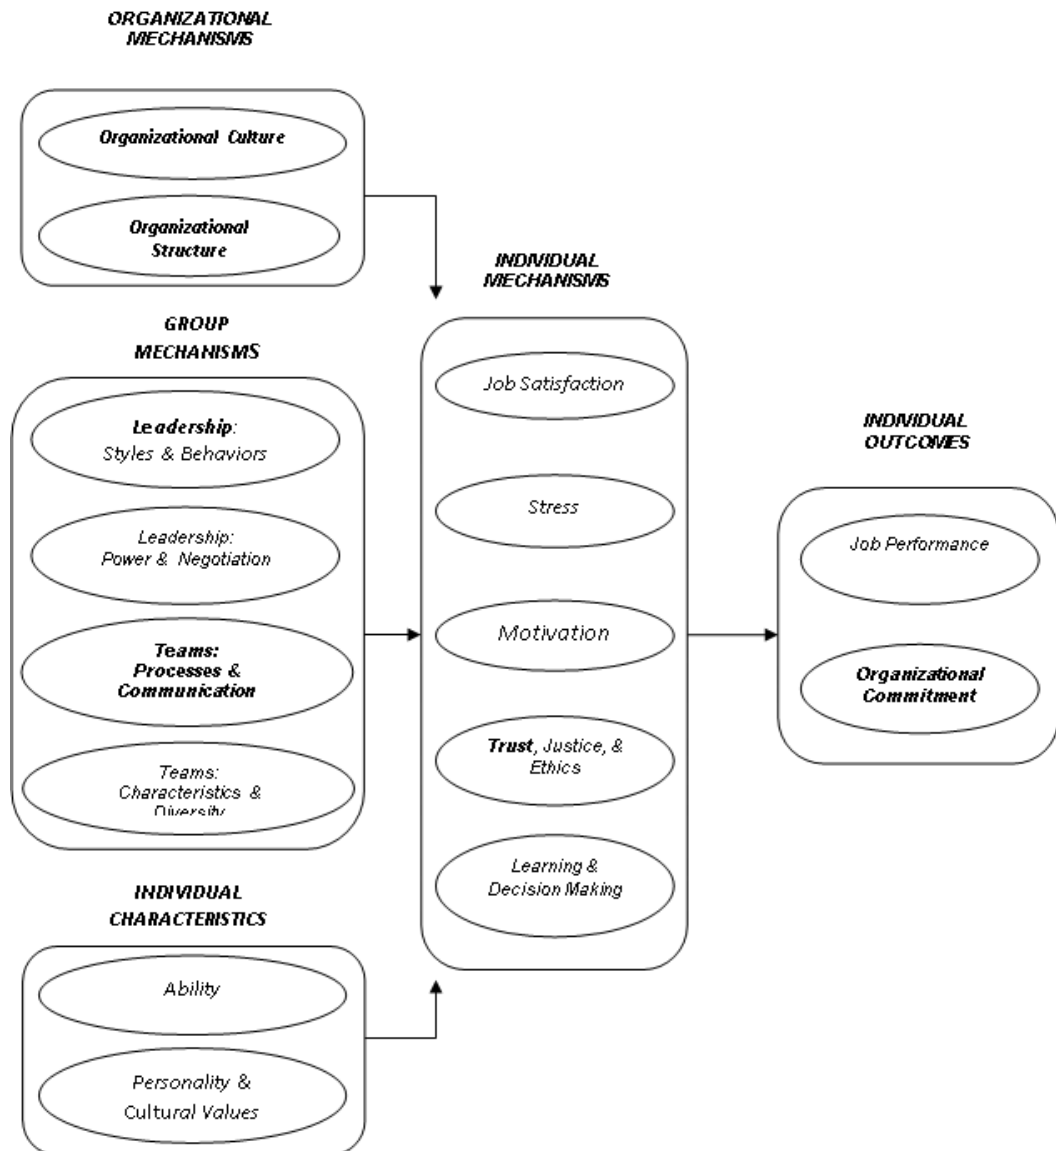 ORGANIZATIONAL
MECHANISMS
Organizational Culture
Organizational
Structure
GROUP
MECHANISMS
Leadership:
Styles & Behaviors
Leadership:
Power & Negotiation
Teams:
Processes &
Communication
Teams:
Characteristics &
Diversity
INDIVIDUAL
CHARACTERISTICS
Ability
Personality &
Cultural Values
INDIVIDUAL
MECHANISMS
Job Satisfaction
Stress
Motivation
Trust, Justice, &
Ethics
Learning &
Decision Making
INDIVIDUAL
OUTCOMES
Job Performance
Organizational
Commitment